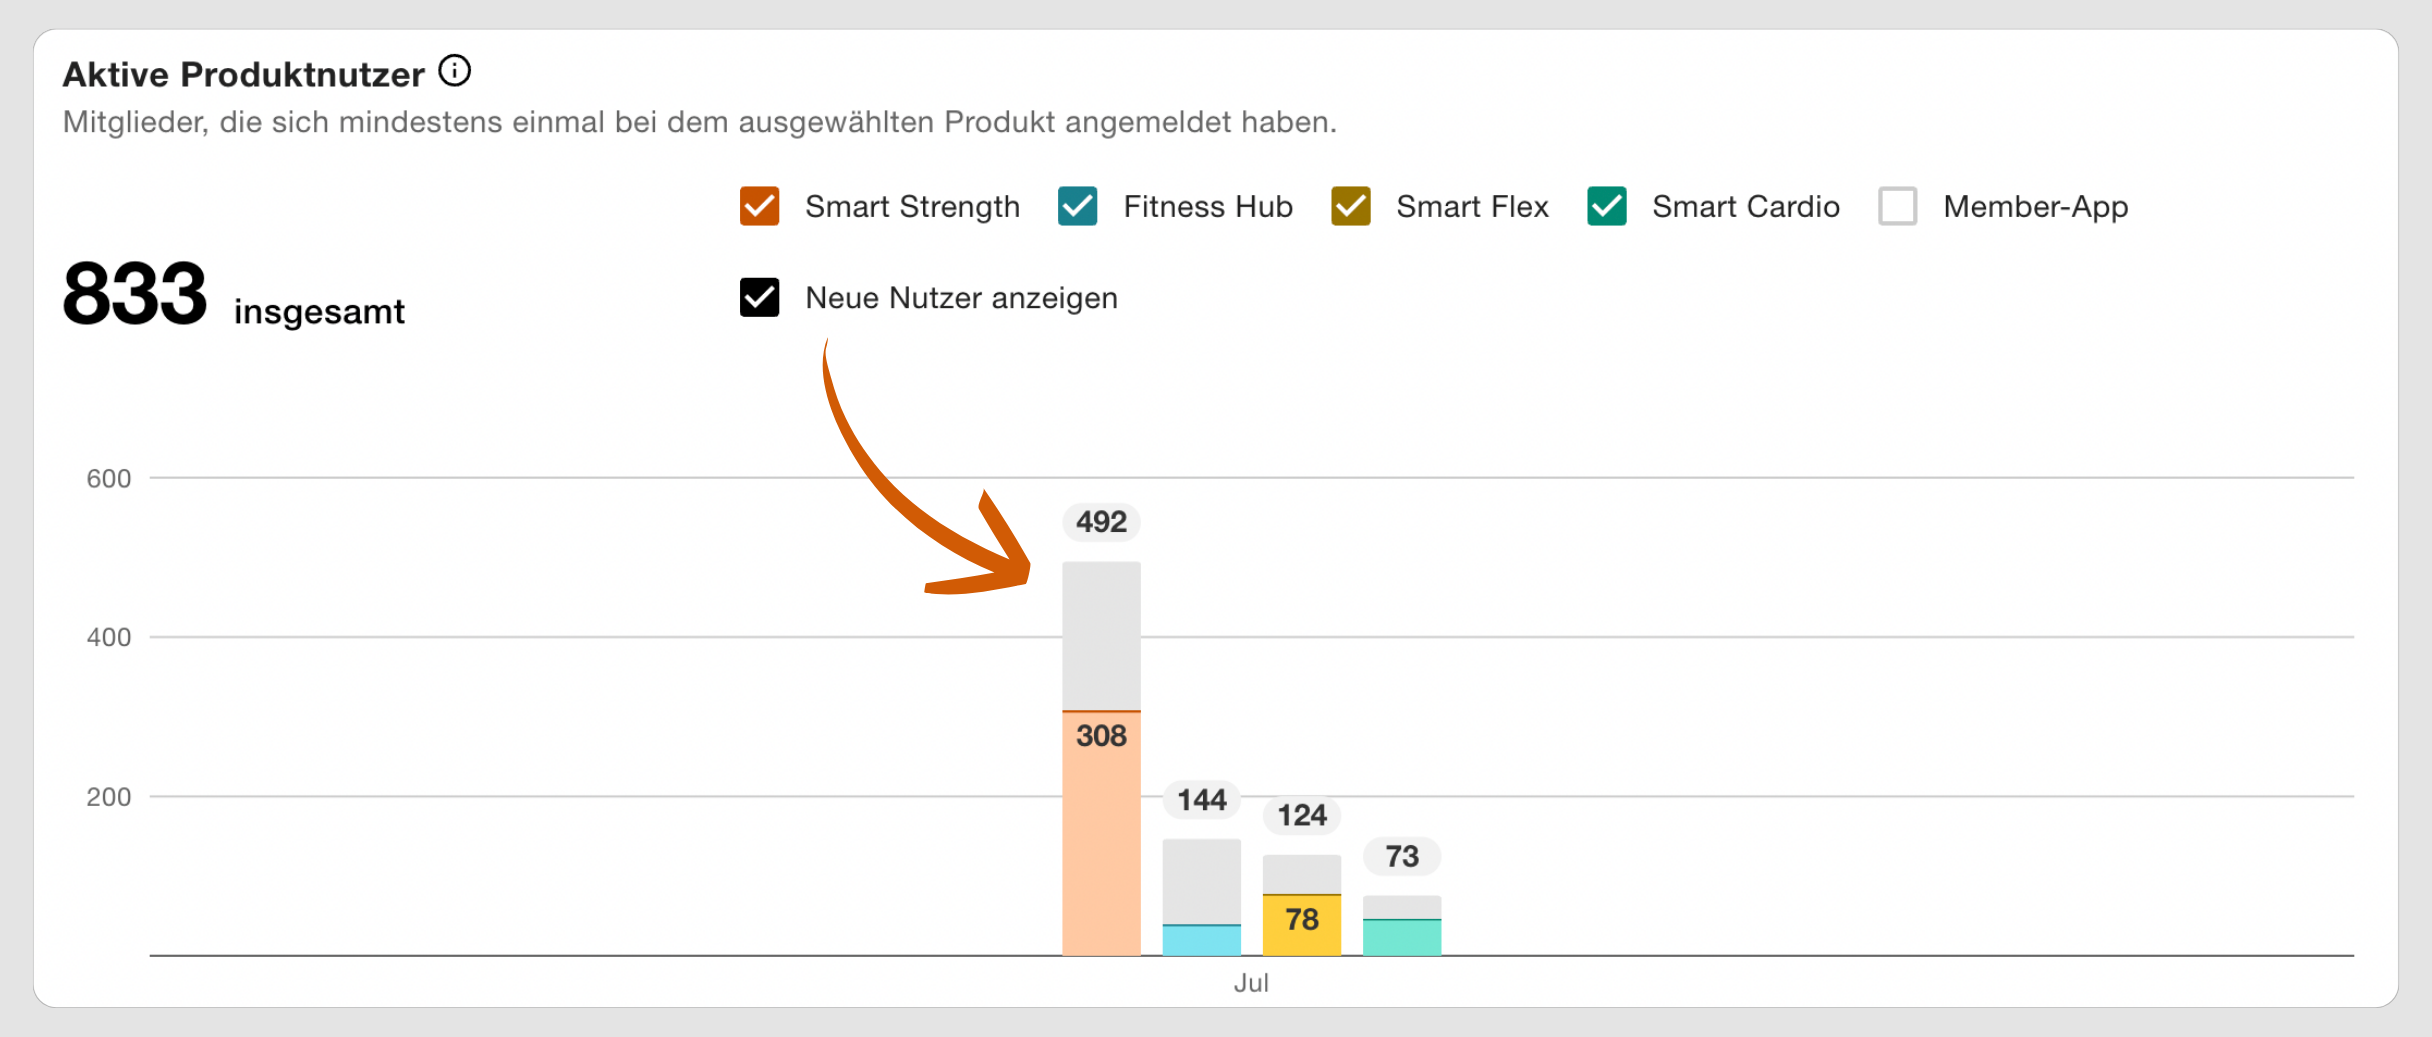 Aktive Produktnutzer
Mitglieder, die sich mindestens einmal bei dem ausgewählten Produkt angemeldet haben.
Smart Strength Fitness Hub Smart Flex Smart Cardio Member-App
833 insgesamt
Neue Nutzer anzeigen
600
492
400
308
200
144
124
73
78
Jul